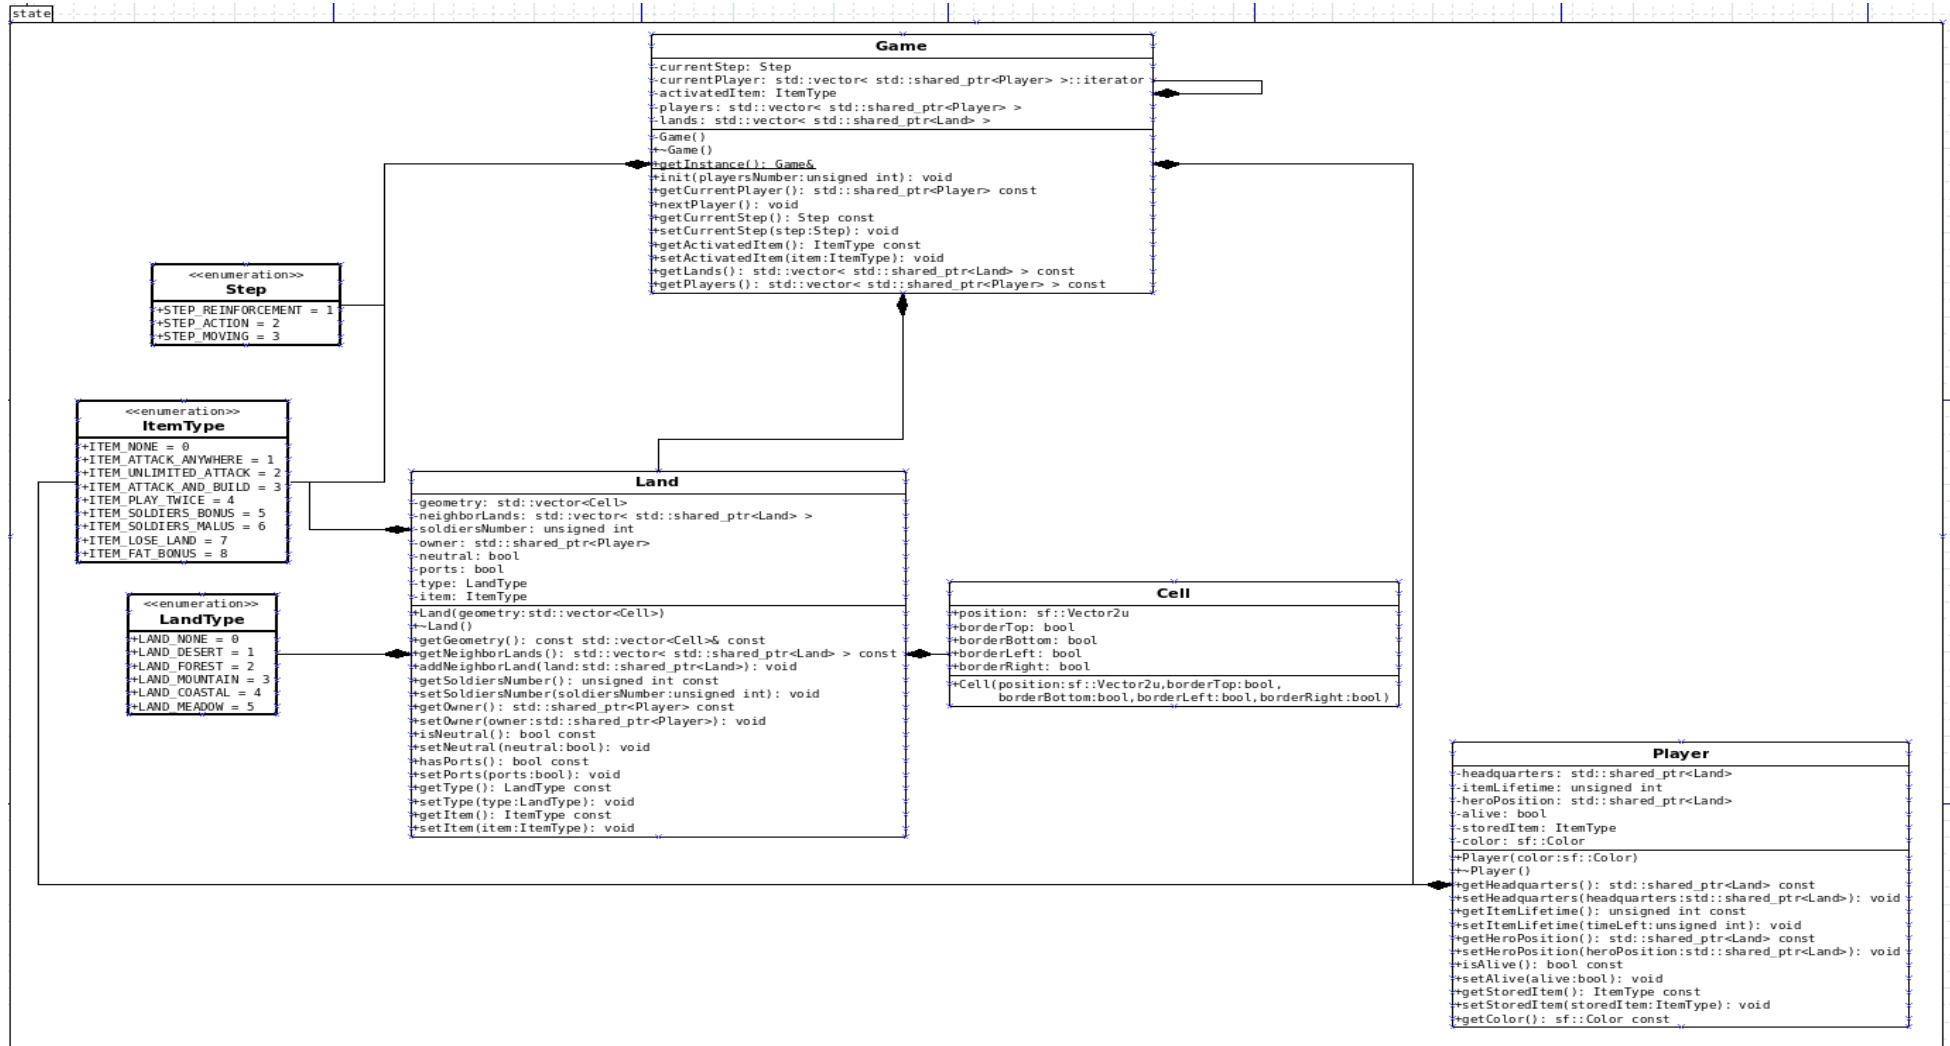 state
Game
-currentStep: Step
-currentPlayer: std::vector< std::shared_ptr<Player> >::iterator
-activatedItem: ItemType
-players: std::vector< std::shared_ptr<Player> >
-lands: std::vector< std::shared_ptr<Land> >
-Game()
+~Game()
+getInstance(): Game&
+init(playersNumber:unsigned int): void
+getCurrentPlayer(): std::shared_ptr<Player> const
+nextPlayer(): void
+getCurrentStep(): Step const
+setCurrentStep(step:Step): void
+getActivatedItem(): ItemType const
+setActivatedItem(item:ItemType): void
+getLands(): std::vector< std::shared_ptr<Land> > const
+getPlayers(): std::vector< std::shared_ptr<Player> > const
<<enumeration>>
Step
+STEP_REINFORCEMENT = 1
+STEP_ACTION = 2
+STEP_MOVING = 3
<<enumeration>>
ItemType
+ITEM_NONE = 0
+ITEM_ATTACK_ANYWHERE = 1
+ITEM_UNLIMITED_ATTACK = 2
+ITEM_ATTACK_AND_BUILD = 3
+ITEM_PLAY_TWICE = 4
+ITEM_SOLDIERS_BONUS = 5
+ITEM_SOLDIERS_MALUS = 6
+ITEM_LOSE_LAND = 7
+ITEM_FAT_BONUS = 8
<<enumeration>>
LandType
+LAND_NONE = 0
+LAND_DESERT = 1
+LAND_FOREST = 2
+LAND_MOUNTAIN = 3
+LAND_COASTAL = 4
+LAND_MEADOW = 5
Land
-geometry: std::vector<Cell>
-neighborLands: std::vector< std::shared_ptr<Land> >
-soldiersNumber: unsigned int
-owner: std::shared_ptr<Player>
-neutral: bool
-ports: bool
-type: LandType
-item: ItemType
+Land(geometry:std::vector<Cell>)
+~Land()
+getGeometry(): const std::vector<Cell>& const
+getNeighborLands(): std::vector< std::shared_ptr<Land> > const
+addNeighborLand(land:std::shared_ptr<Land>): void
+getSoldiersNumber(): unsigned int const
+setSoldiersNumber(soldiersNumber:unsigned int): void
+getOwner(): std::shared_ptr<Player> const
+setOwner(owner:std::shared_ptr<Player>): void
+isNeutral(): bool const
+setNeutral(neutral:bool): void
+hasPorts(): bool const
+setPorts(ports:bool): void
+getType(): LandType const
+setType(type:LandType): void
+getItem(): ItemType const
+setItem(item:ItemType): void
Cell
+position: sf::Vector2u
+borderTop: bool
+borderBottom: bool
+borderLeft: bool
+borderRight: bool
+Cell(position:sf::Vector2u,borderTop:bool,
borderBottom:bool,borderLeft:bool,borderRight:bool)
Player
-headquarters: std::shared_ptr<Land>
-itemLifetime: unsigned int
-heroPosition: std::shared_ptr<Land>
-alive: bool
-storedItem: ItemType
-color: sf::Color
+Player(color:sf::Color)
+~Player()
+getHeadquarters(): std::shared_ptr<Land> const
+setHeadquarters(headquarters:std::shared_ptr<Land>): void
+getItemLifetime(): unsigned int const
+setItemLifetime(timeLeft:unsigned int): void
+getHeroPosition(): std::shared_ptr<Land> const
+setHeroPosition(heroPosition:std::shared_ptr<Land>): void
+isAlive(): bool const
+setAlive(alive:bool): void
+getStoredItem(): ItemType const
+setStoredItem(storedItem:ItemType): void
+getColor(): sf::Color const